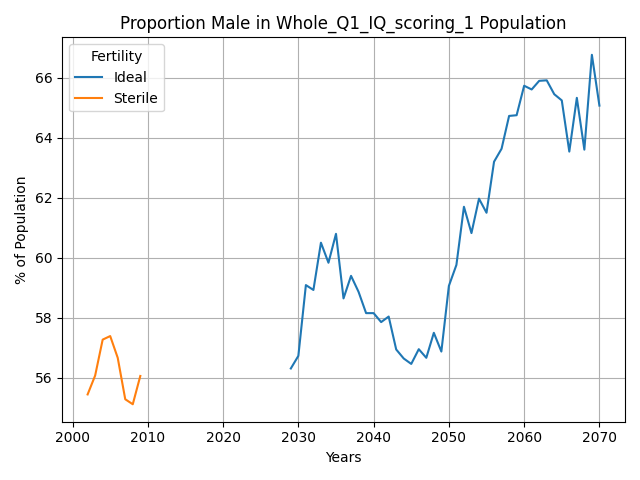 Proportion Male in Whole_Q1_IQ_scoring_1 Population
Fertility
Ideal
Sterile
% of Population
66
64
62
60
58
56
2000 2010 2020 2030 2040 2050 2060 2070
Years